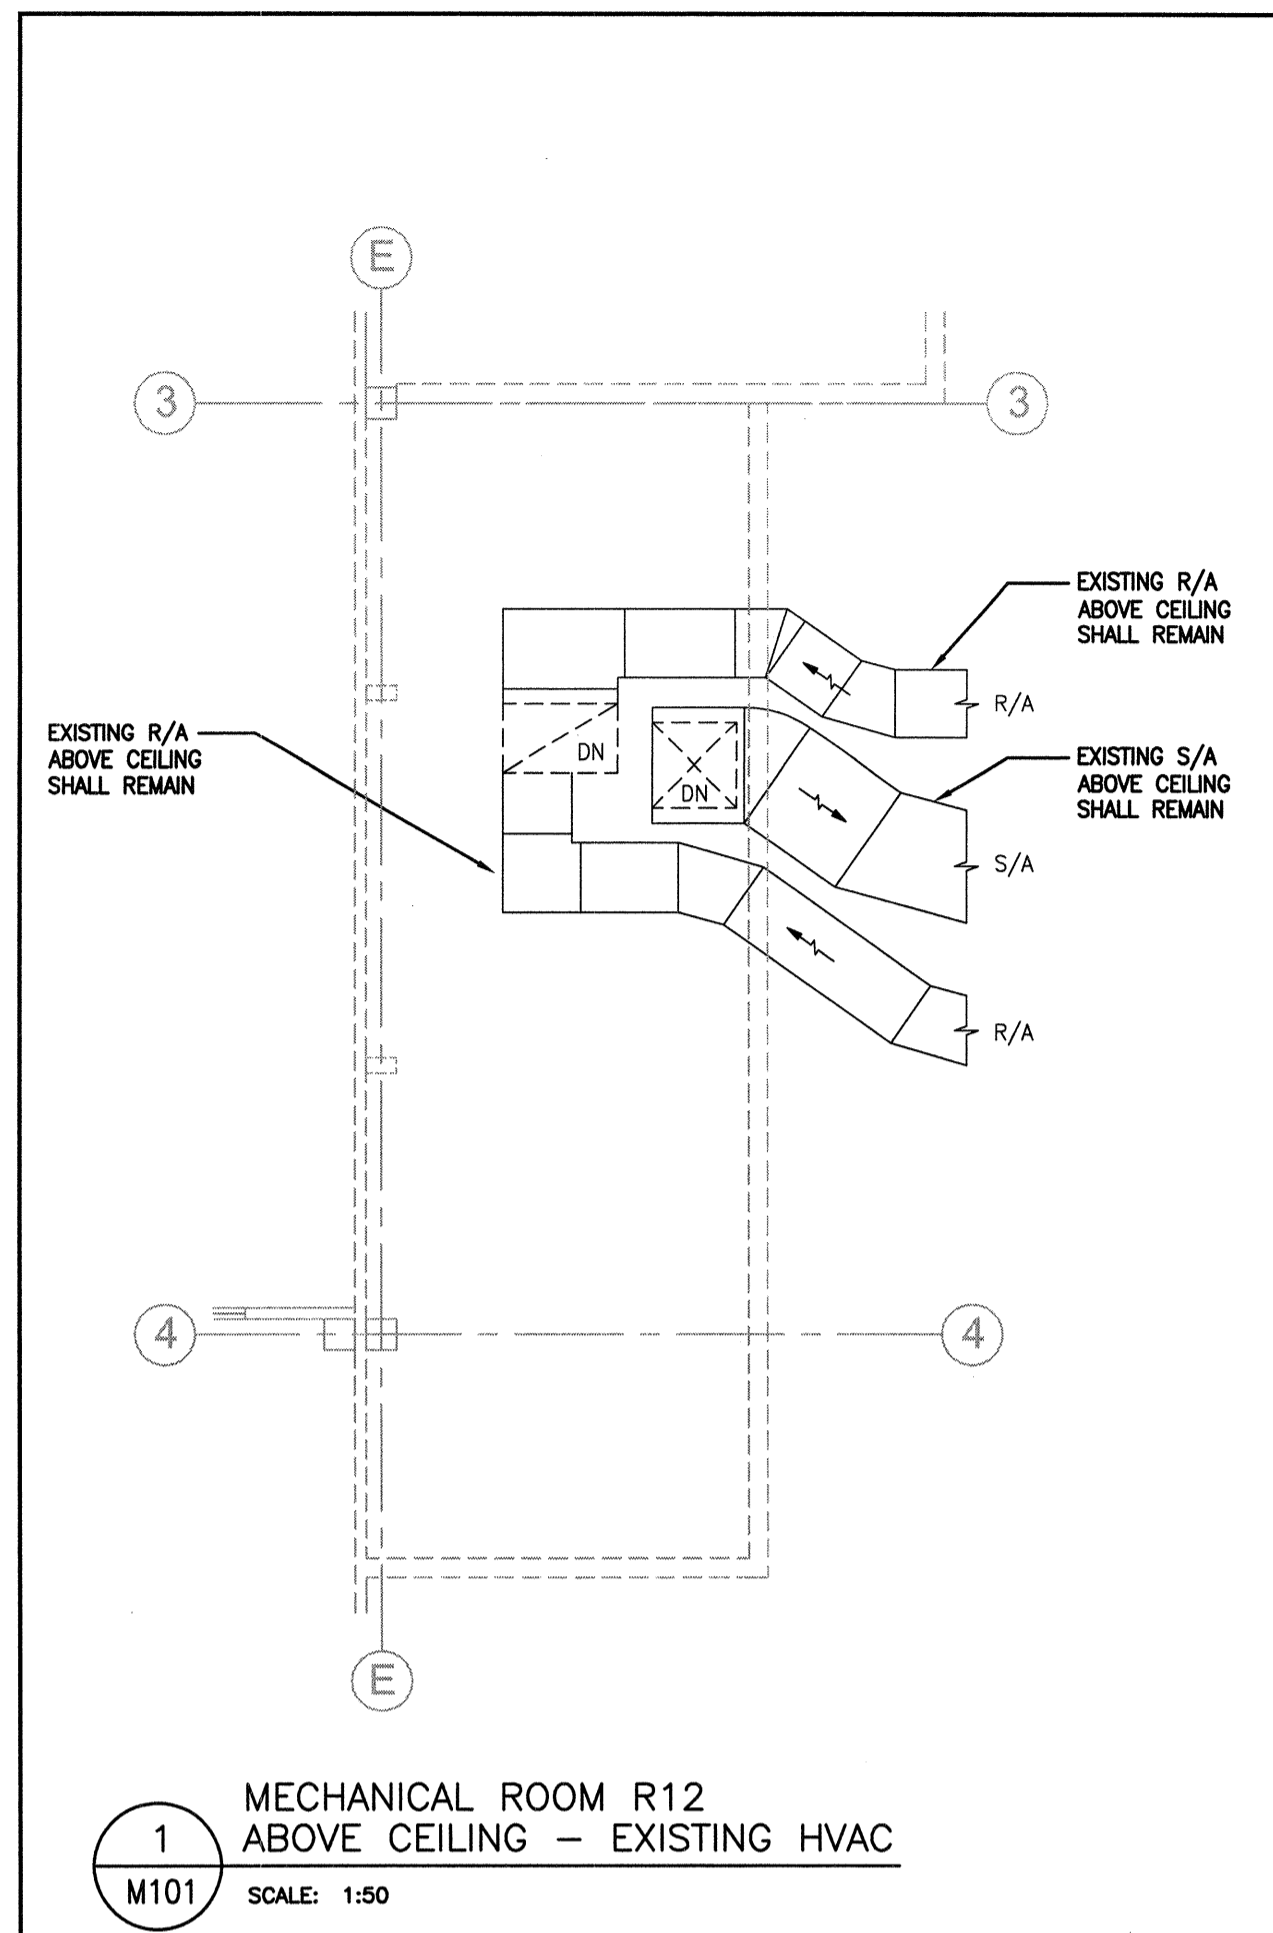 E
3
3
EXISTING R/A
ABOVE CEILING
SHALL REMAIN
R/A
EXISTING R/A
ABOVE CEILING
SHALL REMAIN
DN
DN
EXISTING S/A
ABOVE CEILING
SHALL REMAIN
S/A
R/A
4
4
E
MECHANICAL ROOM R12
1
ABOVE CEILING – EXISTING HVAC
M101
SCALE: 1:50